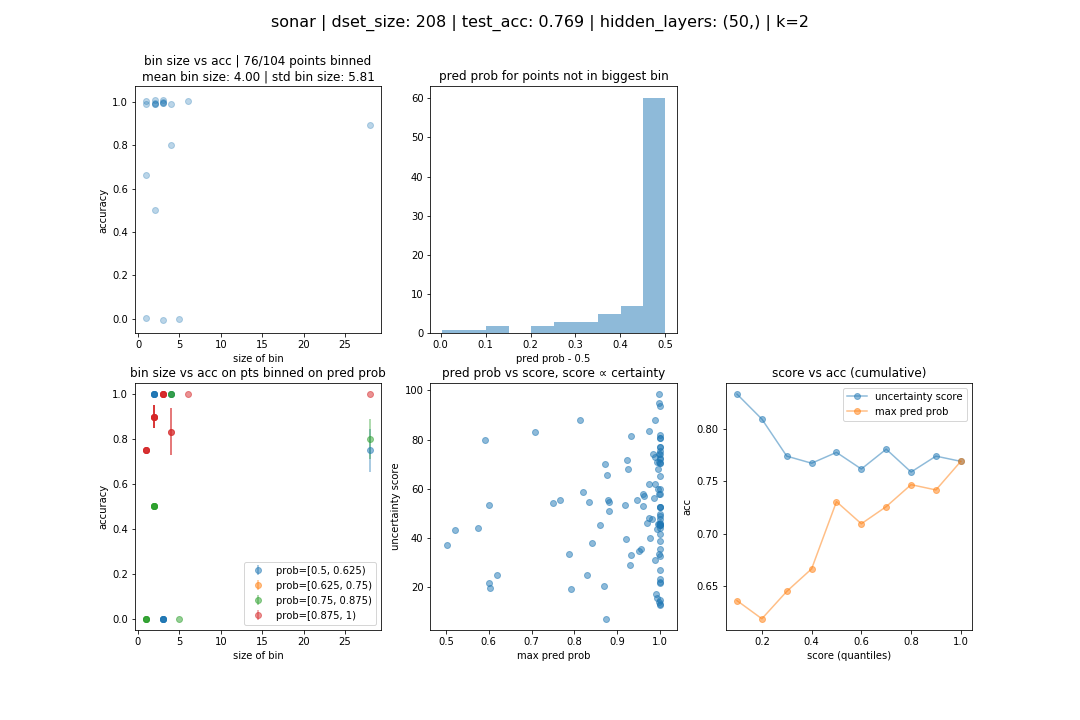 sonar | dset_size: 208 | test_acc: 0.769 | hidden_layers: (50,) | k=2
bin size vs acc | 76/104 points binned
mean bin size: 4.00 | std bin size: 5.81
1.0
0.8
0.6
0.4
0.2
0.0
accuracy
0
5
10
15
20
25
size of bin
pred prob for points not in biggest bin
60
50
40
30
20
10
0
0.0
0.1
0.2
0.3
0.4
0.5
pred prob - 0.5
bin size vs acc on pts binned on pred prob
1.0
0.8
0.6
0.4
0.2
0.0
accuracy
prob=[0.5, 0.625)
prob=[0.625, 0.75)
prob=[0.75, 0.875)
prob=[0.875, 1)
0
5
10
15
20
25
size of bin
pred prob vs score, score ∝ certainty
100
80
60
40
20
uncertainty score
0.5
0.6
0.7
0.8
0.9
1.0
max pred prob
score vs acc (cumulative)
uncertainty score
max pred prob
0.80
0.75
0.70
0.65
acc
0.2
0.4
0.6
0.8
1.0
score (quantiles)